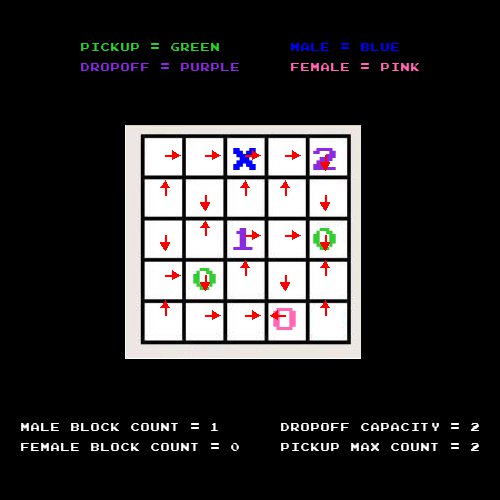 PICKUP = GREEN MALE = BLUE
DROPOFF = PURPLE FEMALE = PINK
X 2
1 0
0
0
MALE BLOCK COUNT = 1 DROPOFF CAPACITY = 2
FEMALE BLOCK COUNT = 0 PICKUP MAX COUNT = 2